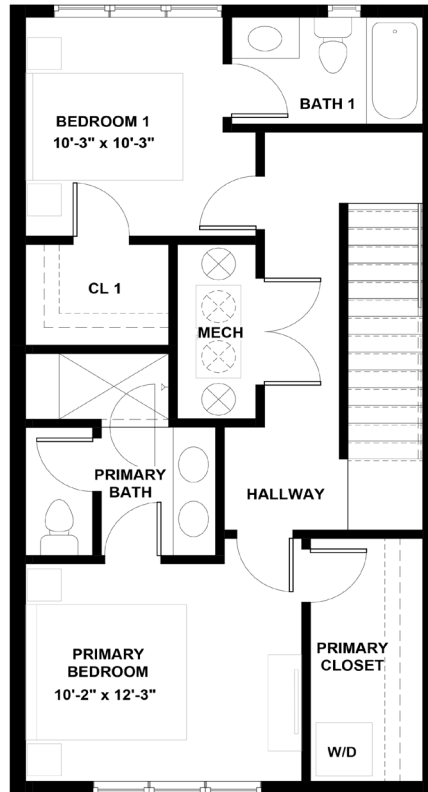 BATH 1
BEDROOM 1
10'-3" x 10'-3"
CL 1
MECH
PRIMARY
BATH
HALLWAY
PRIMARY
BEDROOM
10'-2" x 12'-3"
PRIMARY
CLOSET
W/D